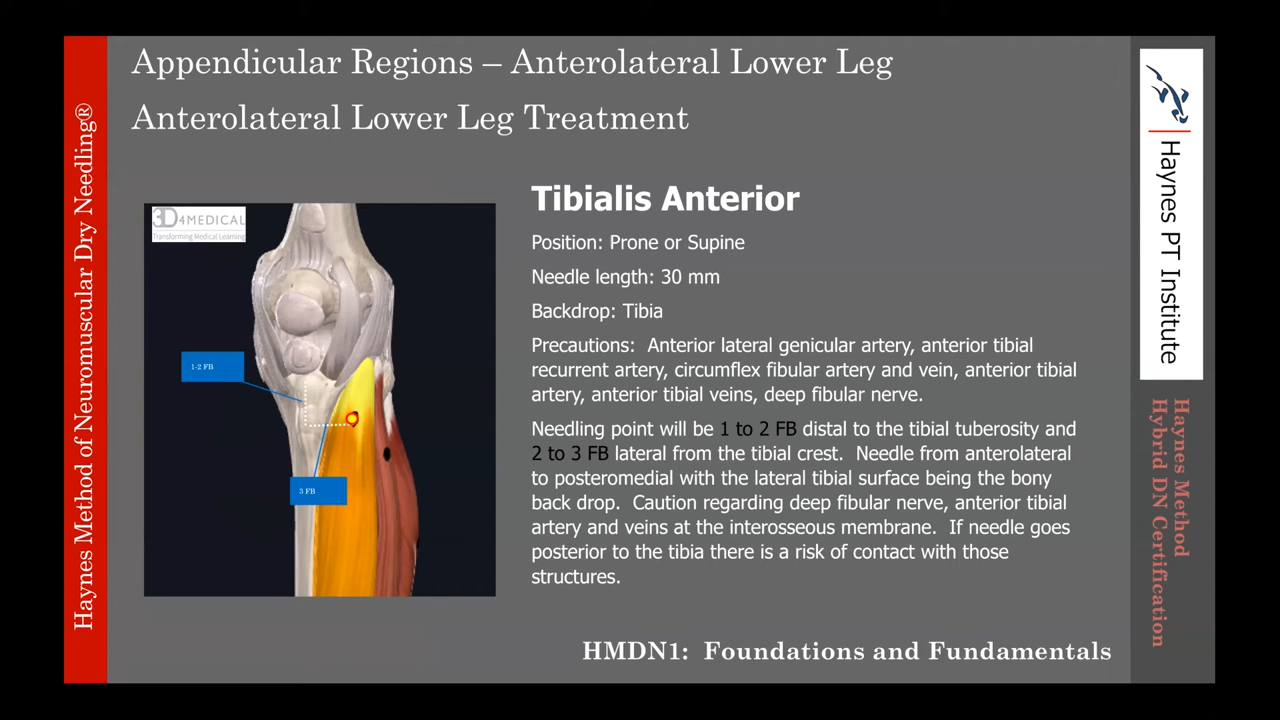 Haynes Method of Neuromuscular Dry Needling®
Appendicular Regions – Anterolateral Lower Leg
Anterolateral Lower Leg Treatment
3D4MEDICAL
Transforming Medical Learning
1-2 FB
3 FB
Tibialis Anterior
Position: Prone or Supine
Needle length: 30 mm
Backdrop: Tibia
Precautions: Anterior lateral genicular artery, anterior tibial
recurrent artery, circumflex fibular artery and vein, anterior tibial
artery, anterior tibial veins, deep fibular nerve.
Needling point will be 1 to 2 FB distal to the tibial tuberosity and
2 to 3 FB lateral from the tibial crest. Needle from anterolateral
to posteromedial with the lateral tibial surface being the bony
back drop. Caution regarding deep fibular nerve, anterior tibial
artery and veins at the interosseous membrane. If needle goes
posterior to the tibia there is a risk of contact with those
structures.
HMDN1: Foundations and Fundamentals
Haynes PT Institute
Haynes Method
Hybrid DN Certification